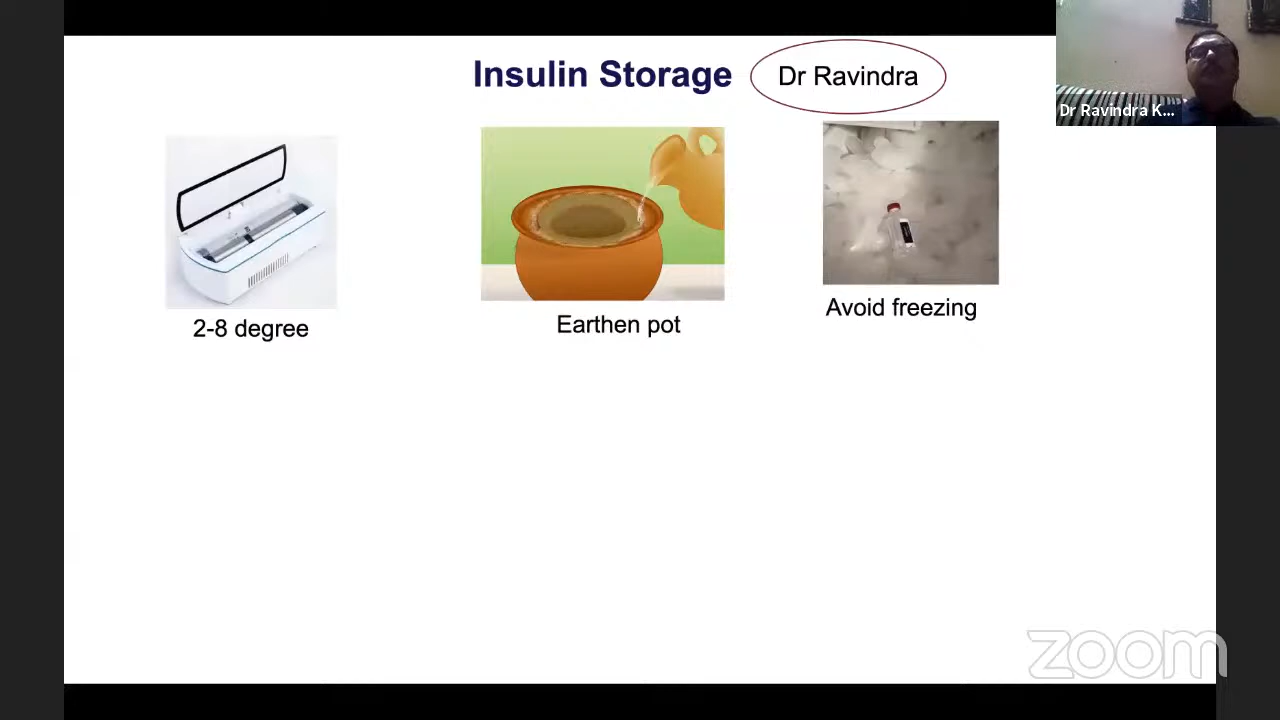 Insulin Storage
Dr Ravindra
Dr Ravindra K...
2-8 degree
Earthen pot
Avoid freezing
zoom